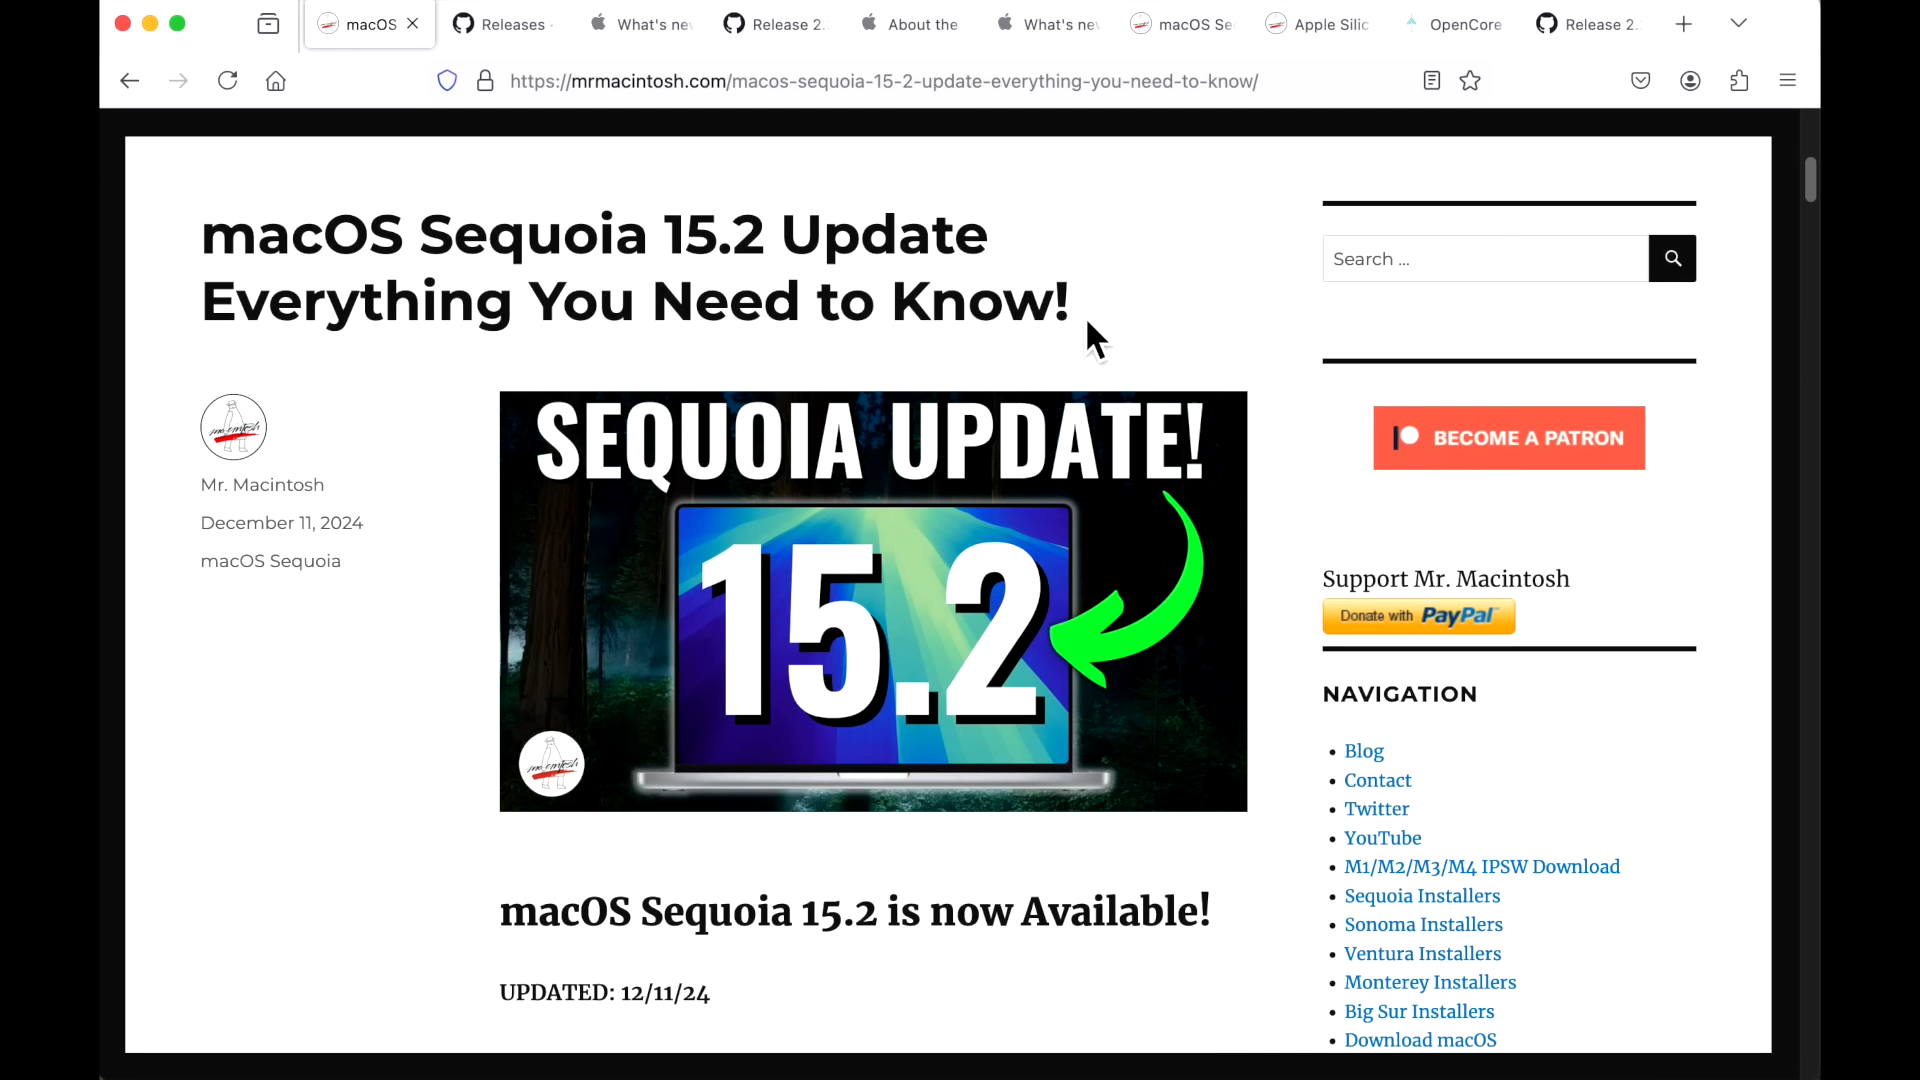 macOS
Releases ·
What's nev
Release 2..
About the
What's nev
macOS Se
Apple Silic
OpenCore
Release 2.
https://mrmacintosh.com/macos-sequoia-15-2-update-everything-you-need-to-know/
macOS Sequoia 15.2 Update
Everything You Need to Know!
Mr. Macintosh
December 11, 2024
macOS Sequoia
SEQUOIA UPDATE!
15.2
macOS Sequoia 15.2 is now Available!
UPDATED: 12/11/24
Search ...
BECOME A PATRON
Support Mr. Macintosh
Donate with PayPal
NAVIGATION
Blog
Contact
Twitter
YouTube
M1/M2/M3/M4 IPSW Download
Sequoia Installers
Sonoma Installers
Ventura Installers
Monterey Installers
Big Sur Installers
Download macOS